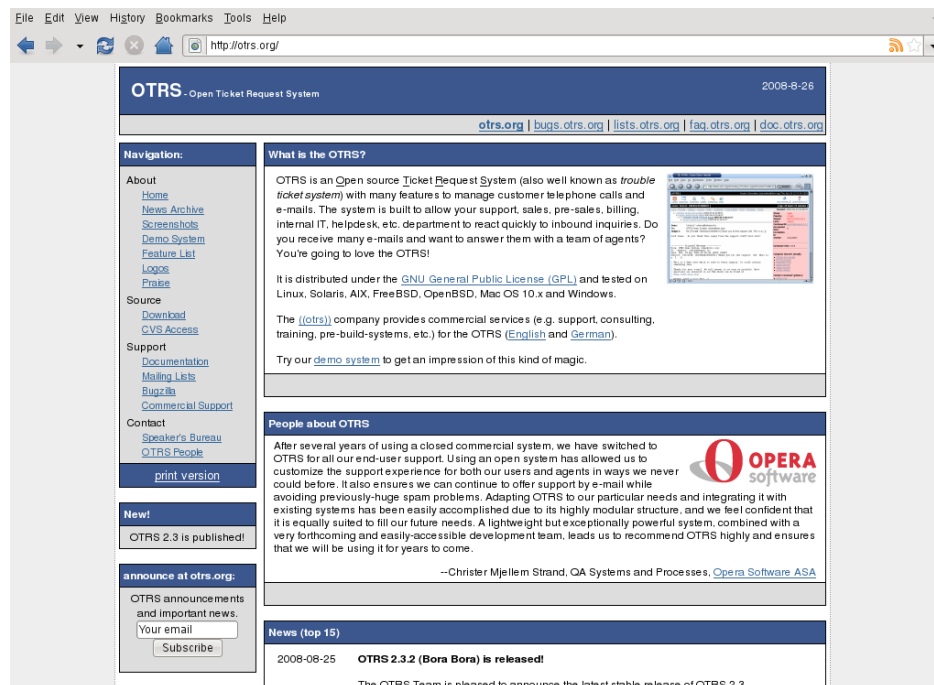 File Edit View History Bookmarks Tools Help
http://otrs.org/
OTRS - Open Ticket Request System
2008-8-26
otrs.org | bugs.otrs.org | lists.otrs.org | faq.otrs.org | doc.otrs.org
Navigation:
About
Home
News Archive
Screenshots
Demo System
Feature List
Logos
Praise
Source
Download
CVS Access
Support
Documentation
Mailing Lists
Bugzilla
Commercial Support
Contact
Speaker's Bureau
OTRS People
print version
New!
OTRS 2.3 is published!
announce at otrs.org:
OTRS announcements
and important news.
Your email
Subscribe
What is the OTRS?
OTRS is an Open source Ticket Request System (also well known as trouble
ticket system) with many features to manage customer telephone calls and
e-mails. The system is built to allow your support, sales, pre-sales, billing,
internal IT, helpdesk, etc. department to react quickly to inbound inquiries. Do
you receive many e-mails and want to answer them with a team of agents?
You're going to love the OTRS!
It is distributed under the GNU General Public License (GPL) and tested on
Linux, Solaris, AIX, FreeBSD, OpenBSD, Mac OS 10.x and Windows.
The ((otrs)) company provides commercial services (e.g. support, consulting,
training, pre-build-systems, etc.) for the OTRS (English and German).
Try our demo system to get an impression of this kind of magic.
People about OTRS
After several years of using a closed commercial system, we have switched to
OTRS for all our end-user support. Using an open system has allowed us to
customize the support experience for both our users and agents in ways we never
could before. It also ensures we can continue to offer support by e-mail while
avoiding previously-huge spam problems. Adapting OTRS to our particular needs and integrating it with
existing systems has been easily accomplished due to its highly modular structure, and we feel confident that
it is equally suited to fill our future needs. A lightweight but exceptionally powerful system, combined with a
very forthcoming and easily-accessible development team, leads us to recommend OTRS highly and ensures
that we will be using it for years to come.
OPERA
software
--Christer Mjellem Strand, QA Systems and Processes, Opera Software ASA
News (top 15)
2008-08-25 OTRS 2.3.2 (Bora Bora) is released!
The OTRS Team is pleased to announce the latest stable release of OTRS 2.3